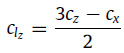 c_{l_z} = \frac{3c_z - c_x}{2}